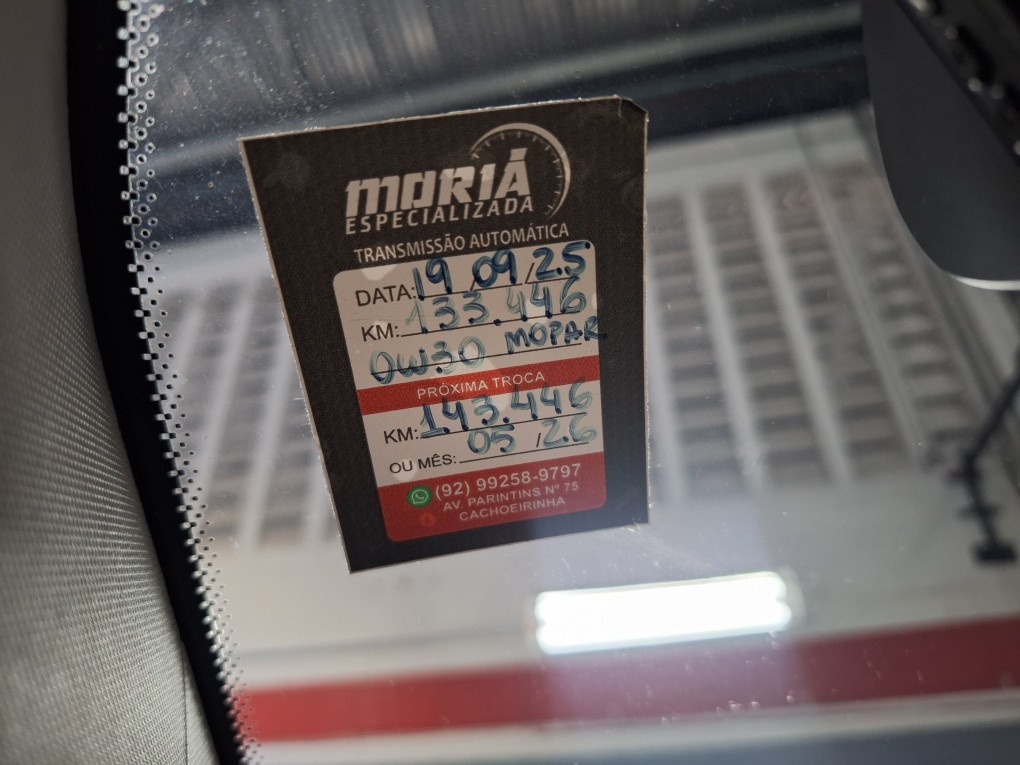 MORIÁ
ESPECIALIZADA
TRANSMISSÃO AUTOMÁTICA
DATA: 19/09/25
KM: 133.446
0W30 MOPAR
PRÓXIMA TROCA
KM: 143.446
OU MÊS: 05/26
(92) 99258-9797
AV. PARINTINS Nº 75
CACHOEIRINHA